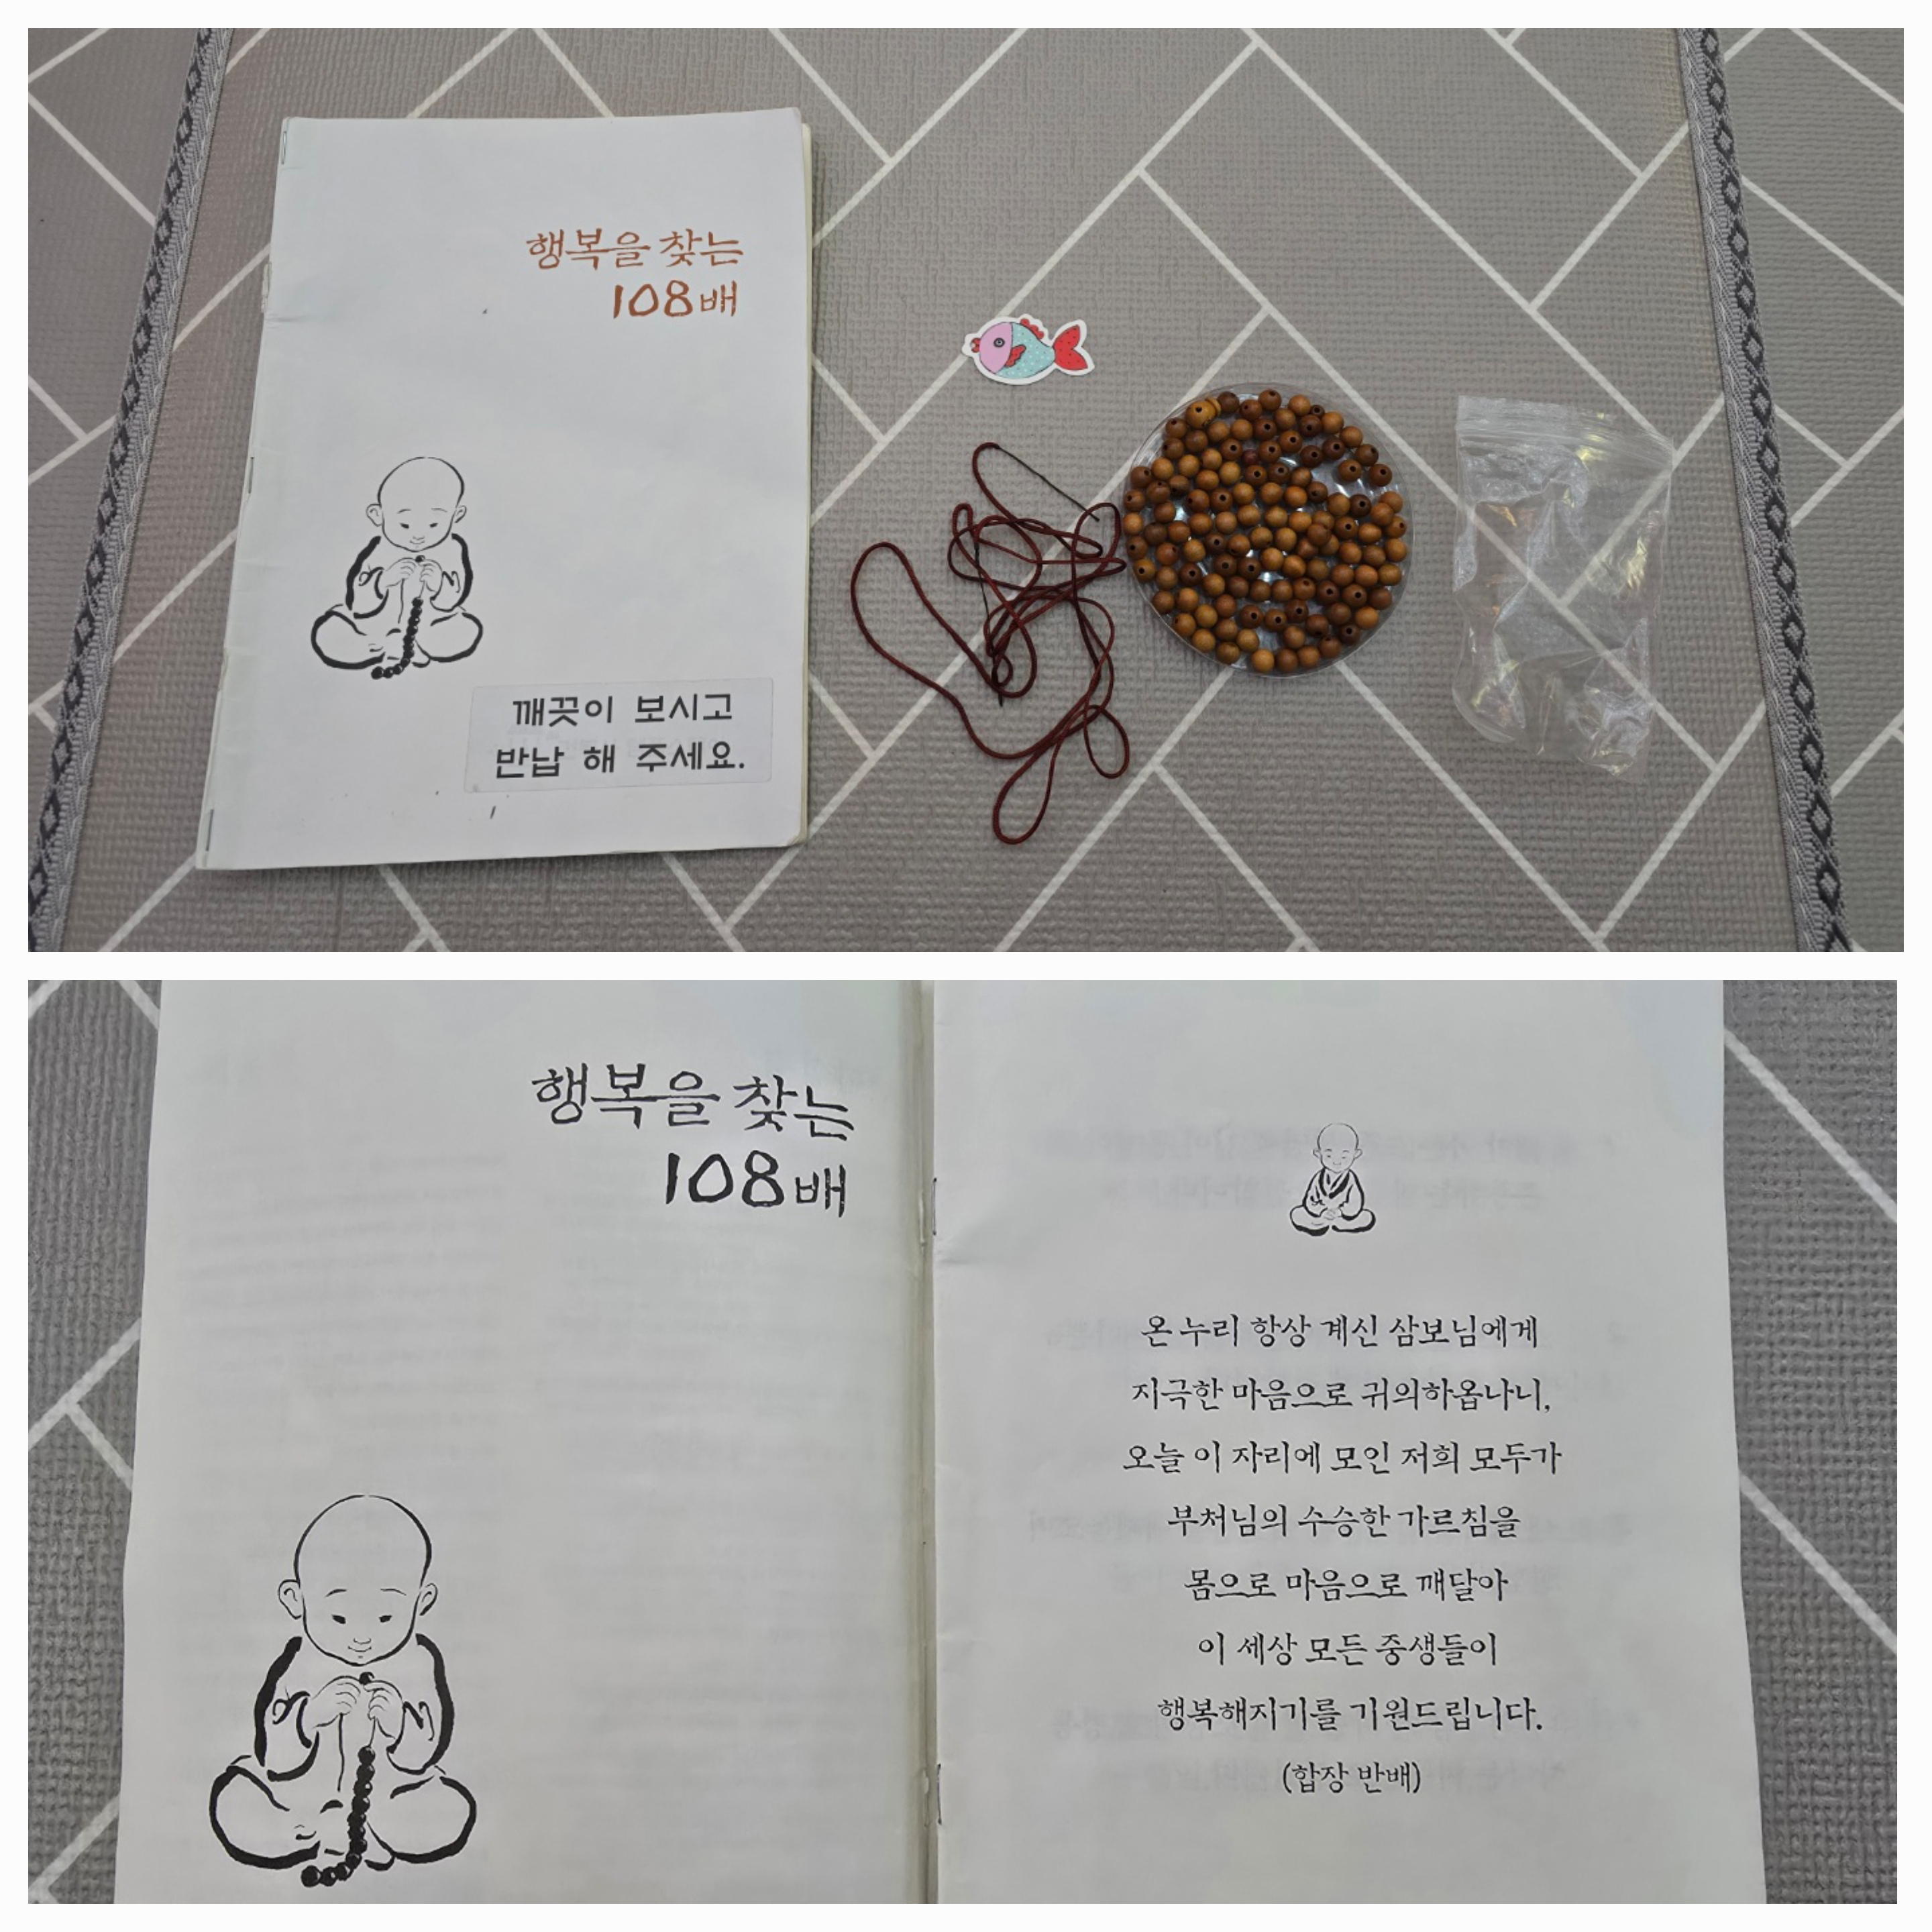 행복을 찾는
108배
깨끗이 보시고
반납 해 주세요.
행복을 찾는
108배
온 누리 항상 계신 삼보님에게
지극한 마음으로 귀의하옵나니,
오늘 이 자리에 모인 저희 모두가
부처님의 수승한 가르침을
몸으로 마음으로 깨달아
이 세상 모든 중생들이
행복해지기를 기원드립니다.
(합장 반배)